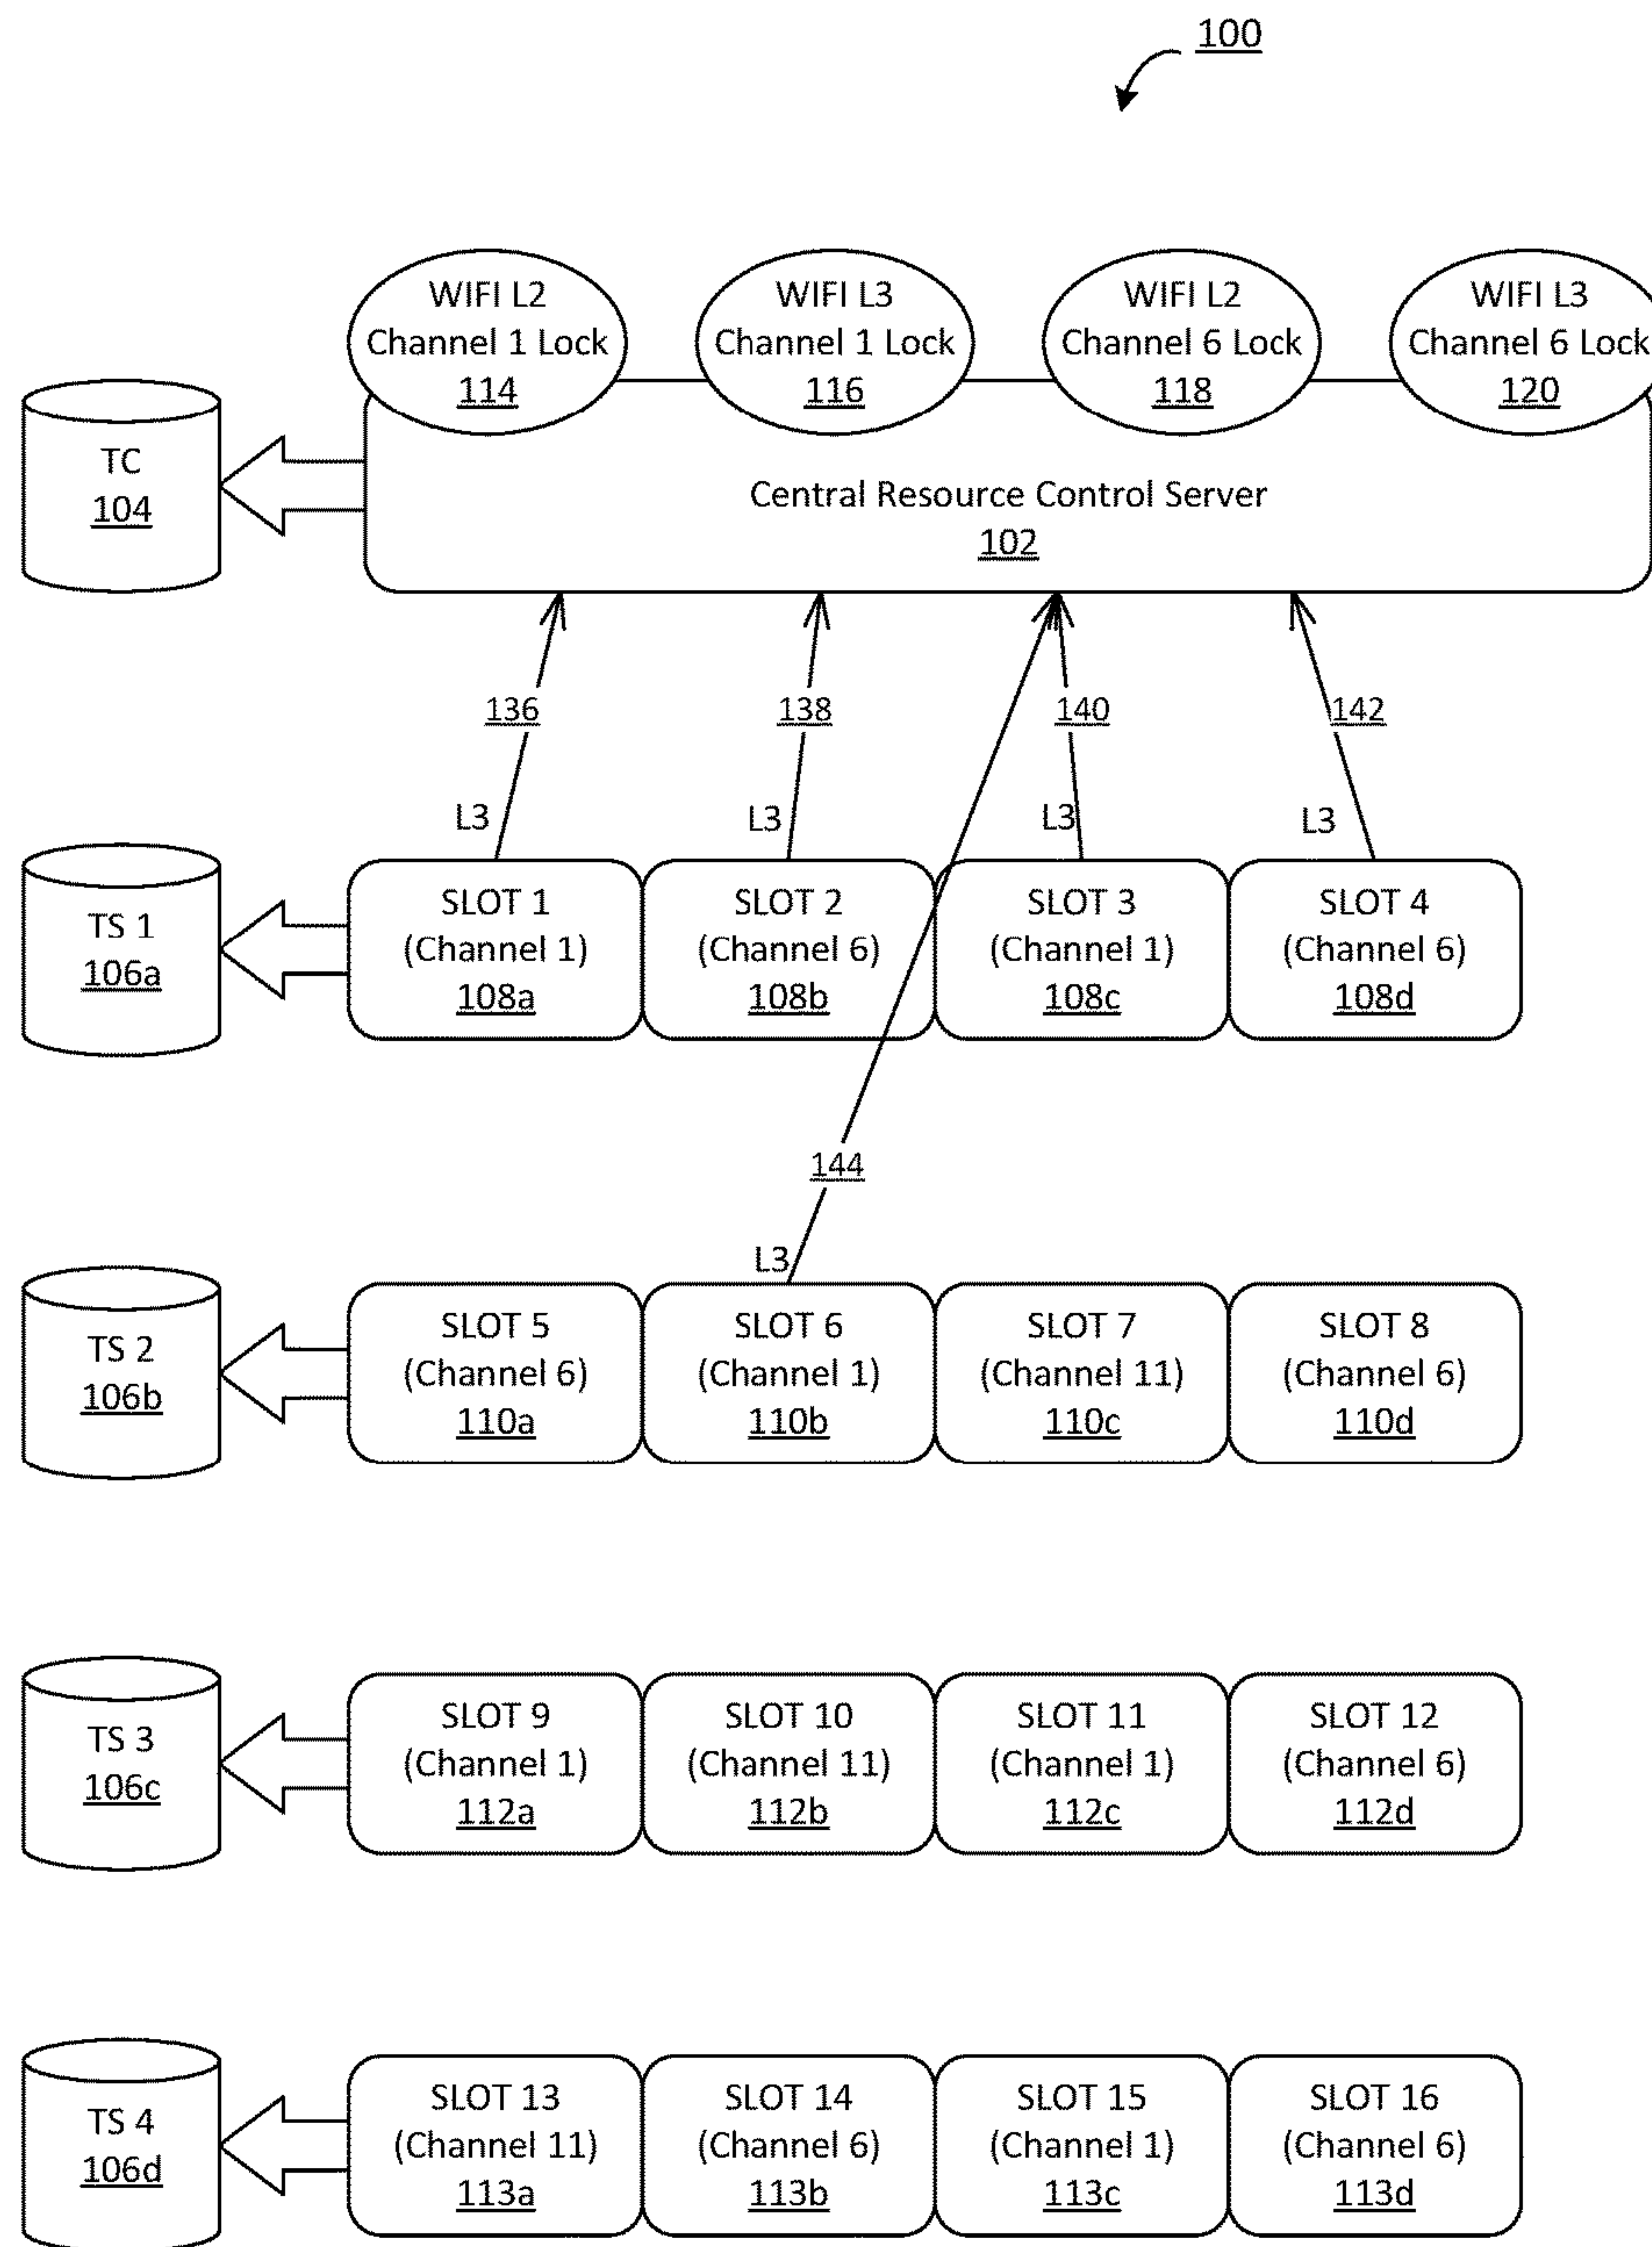 100
WIFI L2
Channel 1 Lock
114
WIFI L3
Channel 1 Lock
116
WIFI L2
Channel 6 Lock
118
WIFI L3
Channel 6 Lock
120
TC
104
Central Resource Control Server
102
136
138
140
142
L3
L3
L3
L3
TS 1
106a
SLOT 1
(Channel 1)
108a
SLOT 2
(Channel 6)
108b
SLOT 3
(Channel 1)
108c
SLOT 4
(Channel 6)
108d
144
L3
TS 2
106b
SLOT 5
(Channel 6)
110a
SLOT 6
(Channel 1)
110b
SLOT 7
(Channel 11)
110c
SLOT 8
(Channel 6)
110d
TS 3
106c
SLOT 9
(Channel 1)
112a
SLOT 10
(Channel 11)
112b
SLOT 11
(Channel 1)
112c
SLOT 12
(Channel 6)
112d
TS 4
106d
SLOT 13
(Channel 11)
113a
SLOT 14
(Channel 6)
113b
SLOT 15
(Channel 1)
113c
SLOT 16
(Channel 6)
113d